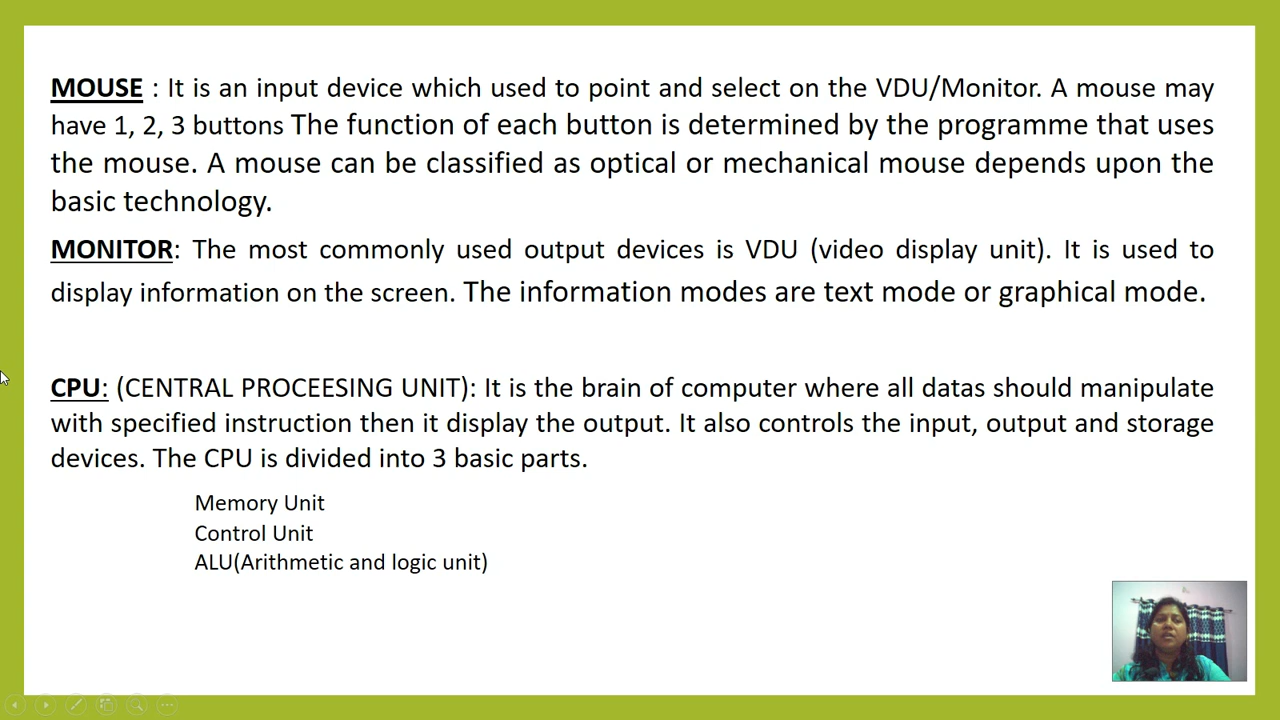 MOUSE : It is an input device which used to point and select on the VDU/Monitor. A mouse may
have 1, 2, 3 buttons The function of each button is determined by the programme that uses
the mouse. A mouse can be classified as optical or mechanical mouse depends upon the
basic technology.
MONITOR: The most commonly used output devices is VDU (video display unit). It is used to
display information on the screen. The information modes are text mode or graphical mode.
CPU: (CENTRAL PROCEESING UNIT): It is the brain of computer where all datas should manipulate
with specified instruction then it display the output. It also controls the input, output and storage
devices. The CPU is divided into 3 basic parts.
Memory Unit
Control Unit
ALU(Arithmetic and logic unit)